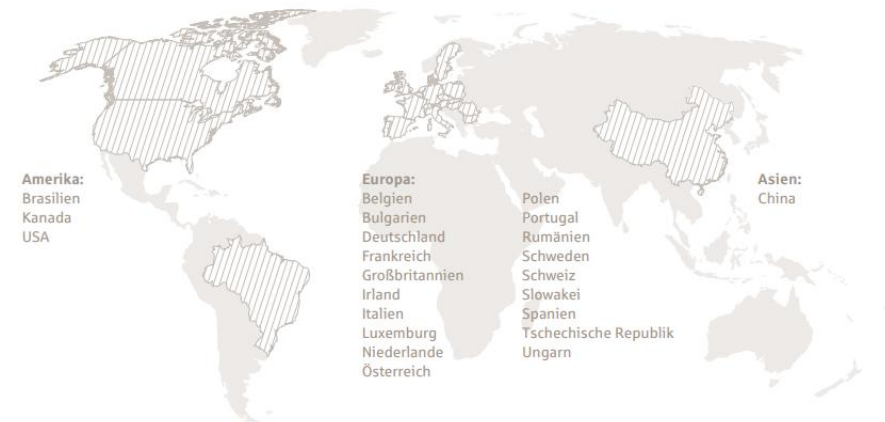 Amerika:
Brasilien
Kanada
USA
Europa:
Belgien
Bulgarien
Deutschland
Frankreich
Großbritannien
Irland
Italien
Luxemburg
Niederlande
Österreich
Polen
Portugal
Rumänien
Schweden
Schweiz
Slowakei
Spanien
Tschechische Republik
Ungarn
Asien:
China